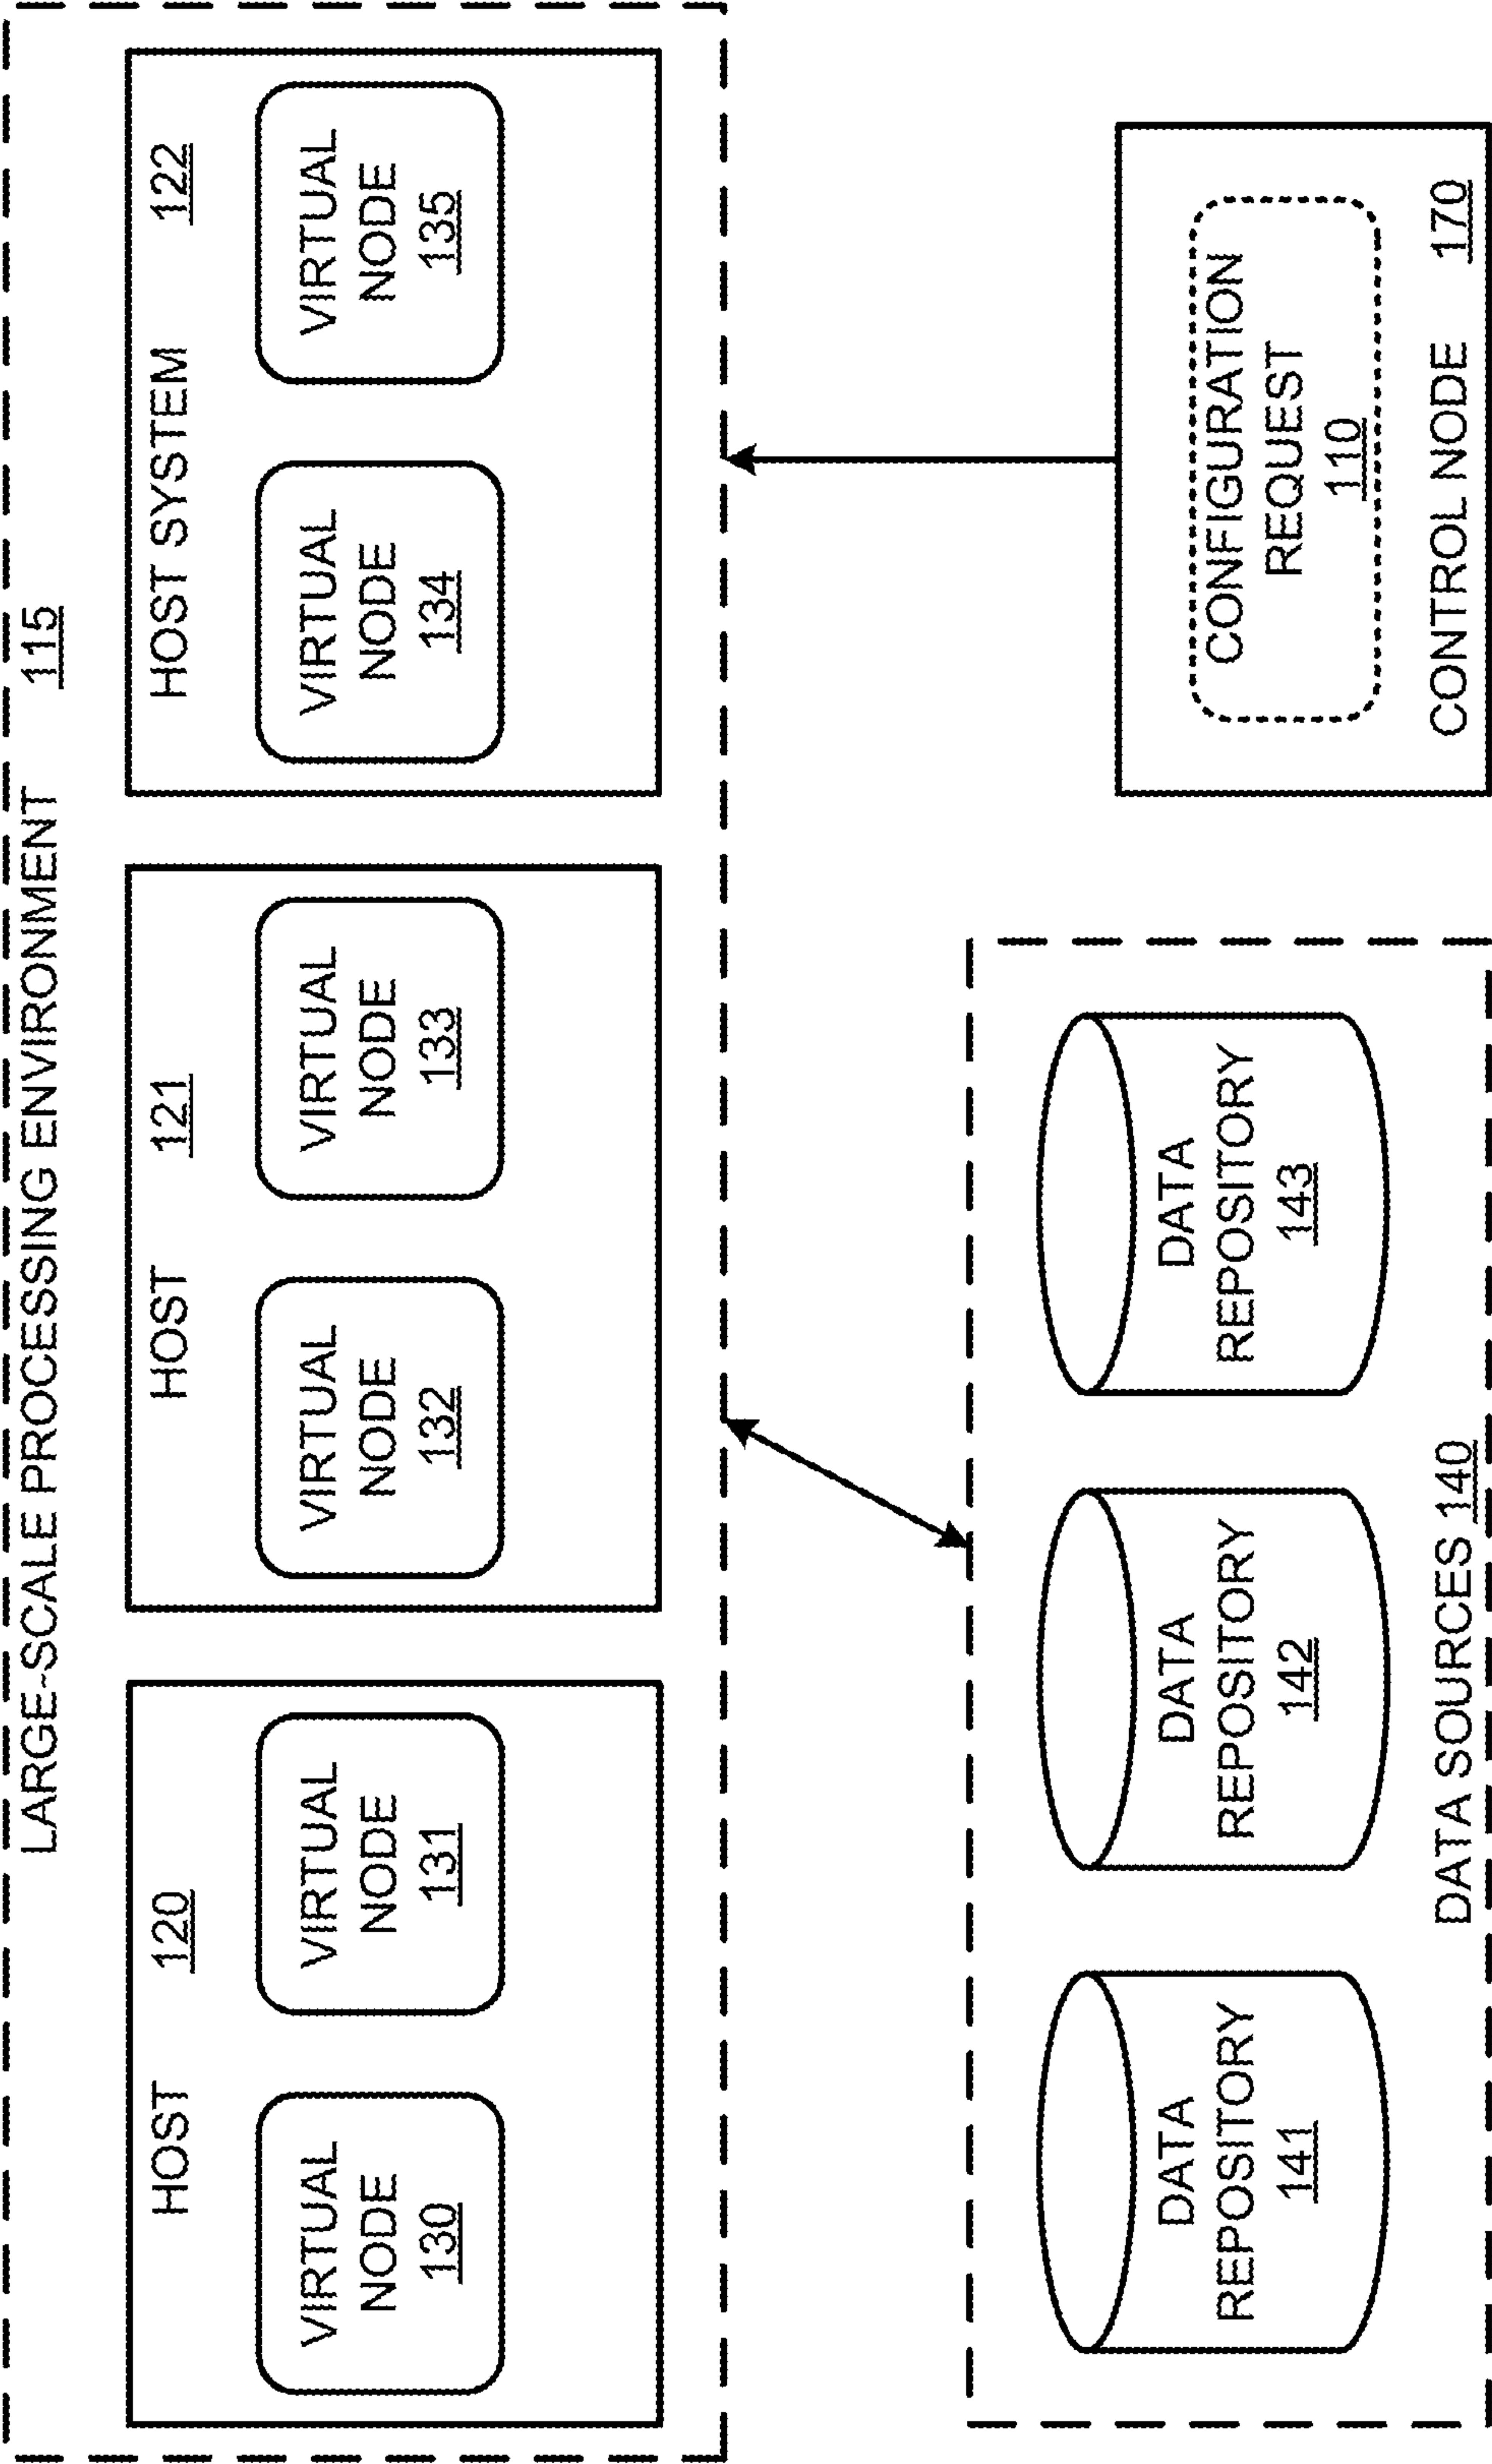 LARGE-SCALE PROCESSING ENVIRONMENT 115
HOST 120
VIRTUAL
NODE
130
VIRTUAL
NODE
131
HOST 121
VIRTUAL
NODE
132
VIRTUAL
NODE
133
HOST SYSTEM 122
VIRTUAL
NODE
134
VIRTUAL
NODE
135
DATA
REPOSITORY
141
DATA
REPOSITORY
142
DATA
REPOSITORY
143
DATA SOURCES 140
CONFIGURATION
REQUEST
110
CONTROL NODE 170